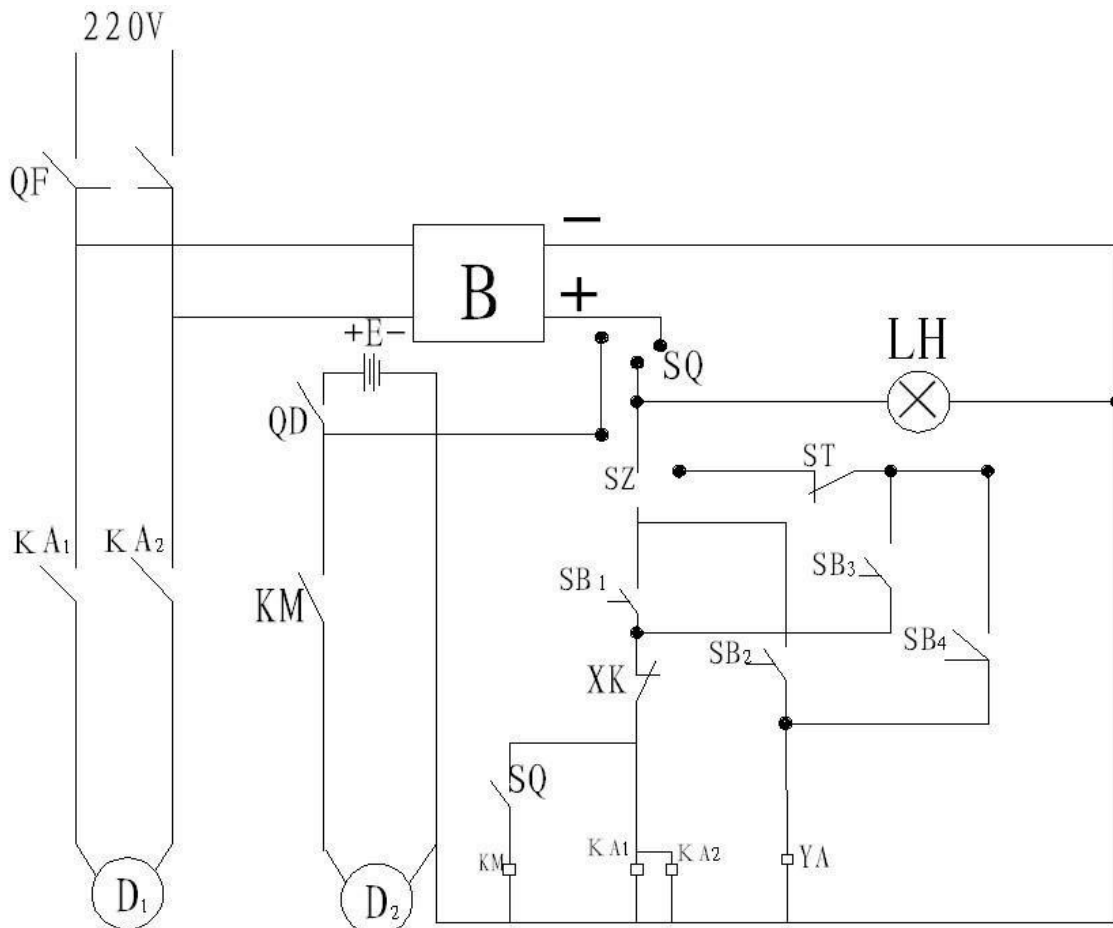 220V
QF
B
−
+
+E−
SQ
LH
QD
SZ
ST
KA1
KA2
KM
SB1
SB3
SB2
SB4
XK
SQ
KM
KA1
KA2
YA
D1
D2